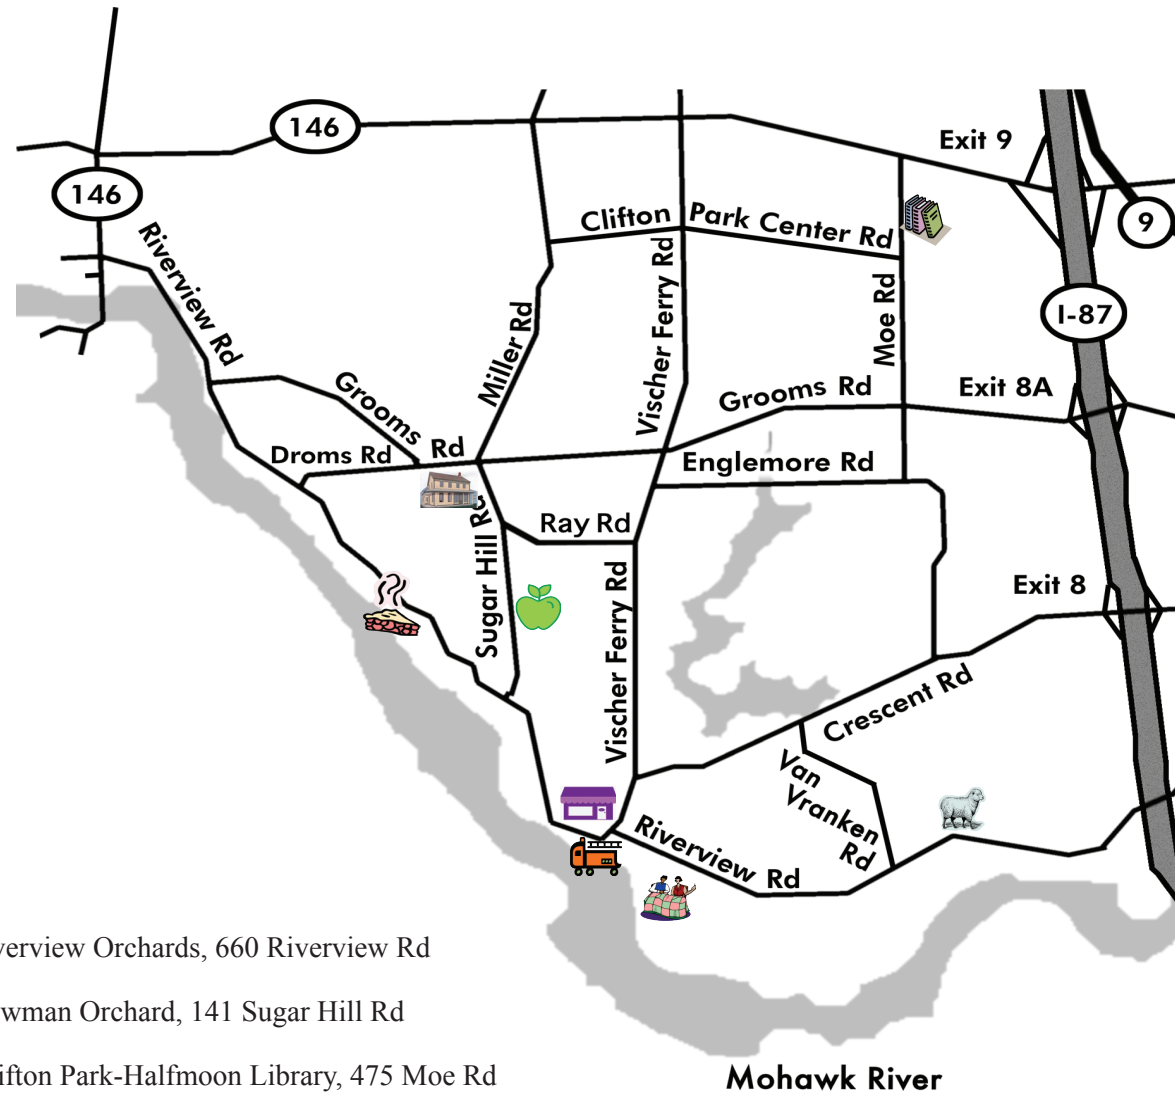 146
Exit 9
146
9
Clifton Park Center Rd
Riverview Rd
Vischer Ferry Rd
Moe Rd
I-87
Miller Rd
Grooms Rd
Grooms Rd
Exit 8A
Droms Rd
Englemore Rd
Sugar Hill Rd
Ray Rd
Vischer Ferry Rd
Exit 8
Crescent Rd
Van
Vranken
Rd
Riverview Rd
verview Orchards, 660 Riverview Rd
wman Orchard, 141 Sugar Hill Rd
ifton Park-Halfmoon Library, 475 Moe Rd
Mohawk River